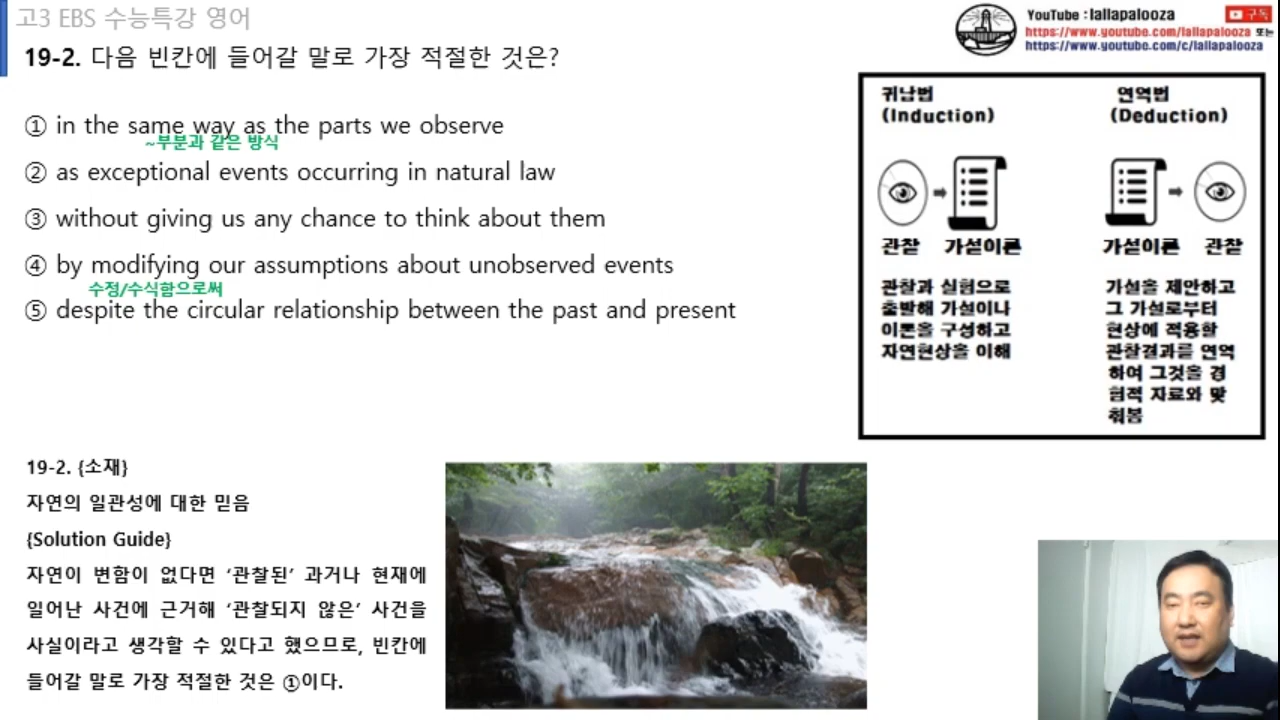 고3 EBS 수능특강 영어
YouTube : lallapalooza
구독
https://www.youtube.com/lallapalooza 또는
https://www.youtube.com/c/lallapalooza
19-2. 다음 빈칸에 들어갈 말로 가장 적절한 것은?
① in the same way as the parts we observe
~부분과 같은 방식
② as exceptional events occurring in natural law
③ without giving us any chance to think about them
④ by modifying our assumptions about unobserved events
수정/수식함으로써
⑤ despite the circular relationship between the past and present
귀납법
(Induction)
관찰 가설이론
관찰과 실험으로
출발해 가설이나
이론을 구성하고
자연현상을 이해
연역법
(Deduction)
가설이론 관찰
가설을 제안하고
그 가설로부터
현상에 적용할
관찰결과를 연역
하여 그것을 경
험적 자료와 맞
춰봄
19-2. {소재}
자연의 일관성에 대한 믿음
{Solution Guide}
자연이 변함이 없다면 ‘관찰된’ 과거나 현재에
일어난 사건에 근거해 ‘관찰되지 않은’ 사건을
사실이라고 생각할 수 있다고 했으므로, 빈칸에
들어갈 말로 가장 적절한 것은 ①이다.